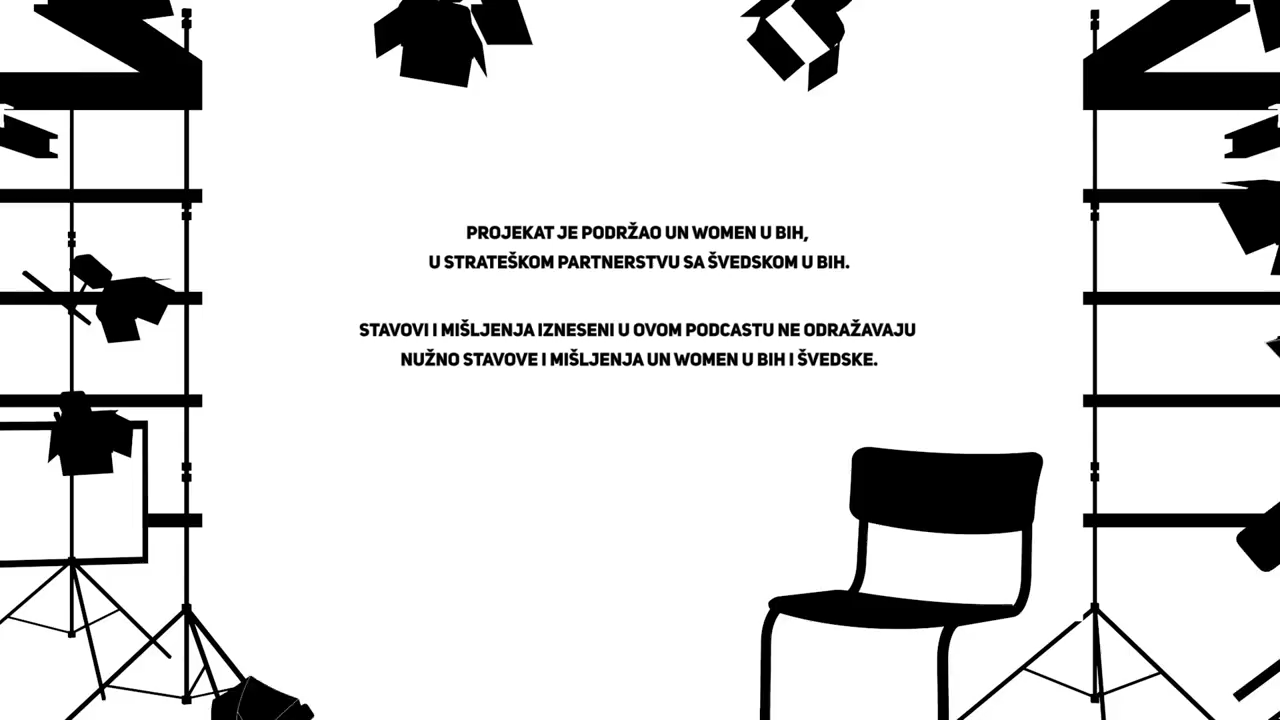 PROJEKAT JE PODRŽAO UN WOMEN U BIH,
U STRATEŠKOM PARTNERSTVU SA ŠVEDSKOM U BIH.
STAVOVI I MIŠLJENJA IZNESENI U OVOM PODCASTU NE ODRAŽAVAJU
NUŽNO STAVOVE I MIŠLJENJA UN WOMEN U BIH I ŠVEDSKE.